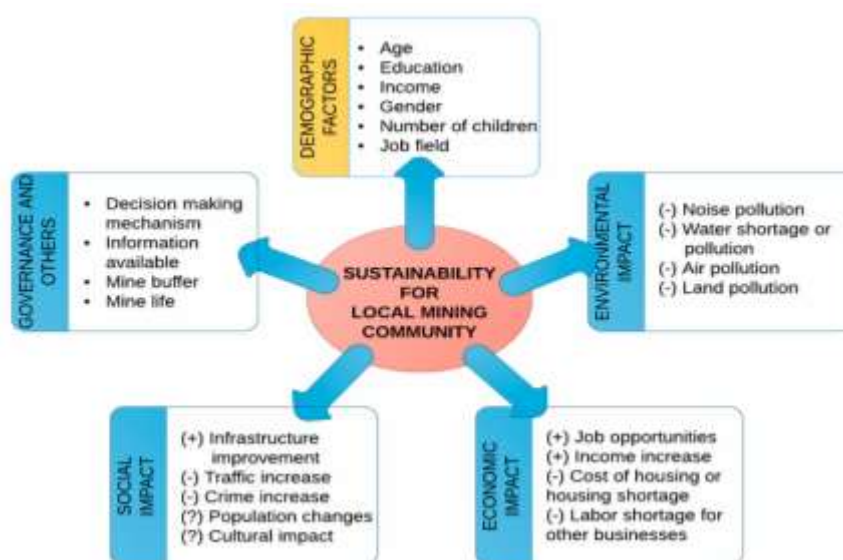 DEMOGRAPHIC
FACTORS
• Age
• Education
• Income
• Gender
• Number of children
• Job field
GOVERNANCE AND
OTHERS
• Decision making
mechanism
• Information
available
• Mine buffer
• Mine life
SUSTAINABILITY
FOR
LOCAL MINING
COMMUNITY
ENVIRONMENTAL
IMPACT
(-) Noise pollution
(-) Water shortage or
pollution
(-) Air pollution
(-) Land pollution
SOCIAL
IMPACT
(+) Infrastructure
improvement
(-) Traffic increase
(-) Crime increase
(?) Population changes
(?) Cultural impact
ECONOMIC
IMPACT
(+) Job opportunities
(+) Income increase
(-) Cost of housing or
housing shortage
(-) Labor shortage for
other businesses